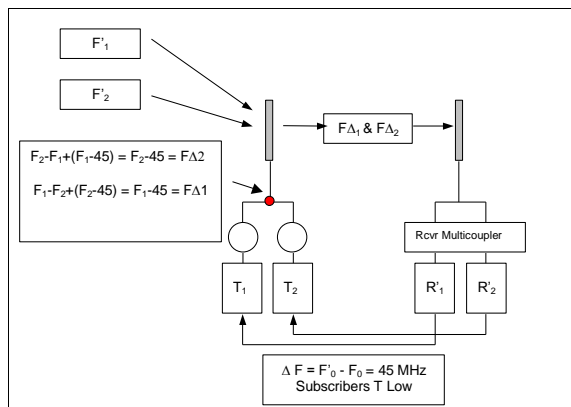 F'₁
F'₂
FΔ₁ & FΔ₂
F₂-F₁+(F₁-45) = F₂-45 = FΔ2
F₁-F₂+(F₂-45) = F₁-45 = FΔ1
Rcvr Multicoupler
T₁
T₂
R'₁
R'₂
Δ F = F'₀ - F₀ = 45 MHz
Subscribers T Low